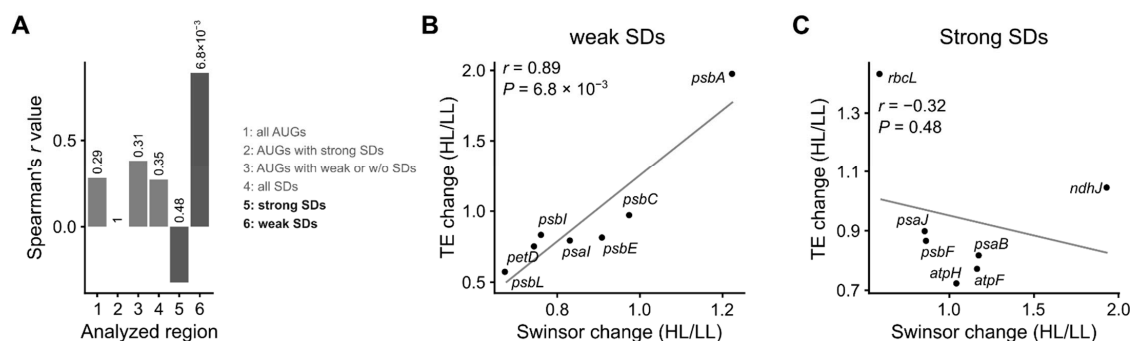 A
Spearman's r value
0.5
0.0
0.29
1
0.31
0.35
0.48
6.8×10⁻³
1 2 3 4 5 6
Analyzed region
1: all AUGs
2: AUGs with strong SDs
3: AUGs with weak or w/o SDs
4: all SDs
5: strong SDs
6: weak SDs
B
weak SDs
r = 0.89
P = 6.8 × 10⁻³
TE change (HL/LL)
2.0
1.5
1.0
0.5
psbA
psbC
psbI
psbE
petD
psaI
psbL
0.8 1.0 1.2
Swinsor change (HL/LL)
C
Strong SDs
rbcL
r = −0.32
P = 0.48
TE change (HL/LL)
1.3
1.1
0.9
0.7
ndhJ
psaJ
psbF
psaB
atpH
atpF
1.0 1.5 2.0
Swinsor change (HL/LL)